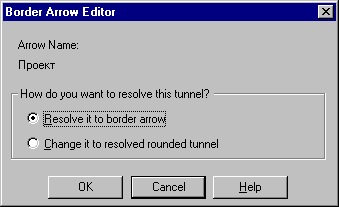 Border Arrow Editor
Arrow Name:
Проект
How do you want to resolve this tunnel?
Resolve it to border arrow
Change it to resolved rounded tunnel
OK Cancel Help